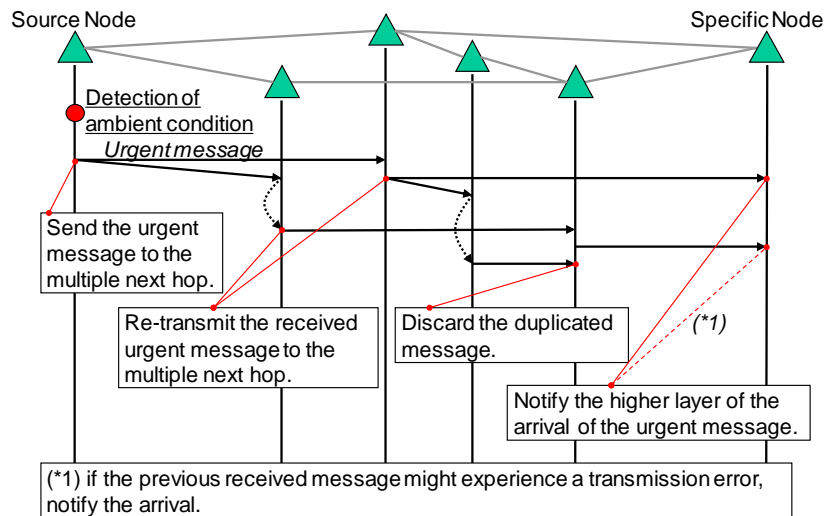 Source Node
Specific Node
Detection of
ambient condition
Urgent message
Send the urgent
message to the
multiple next hop.
Re-transmit the received
urgent message to the
multiple next hop.
Discard the duplicated
message.
(*1)
Notify the higher layer of the
arrival of the urgent message.
(*1) if the previous received message might experience a transmission error,
notify the arrival.